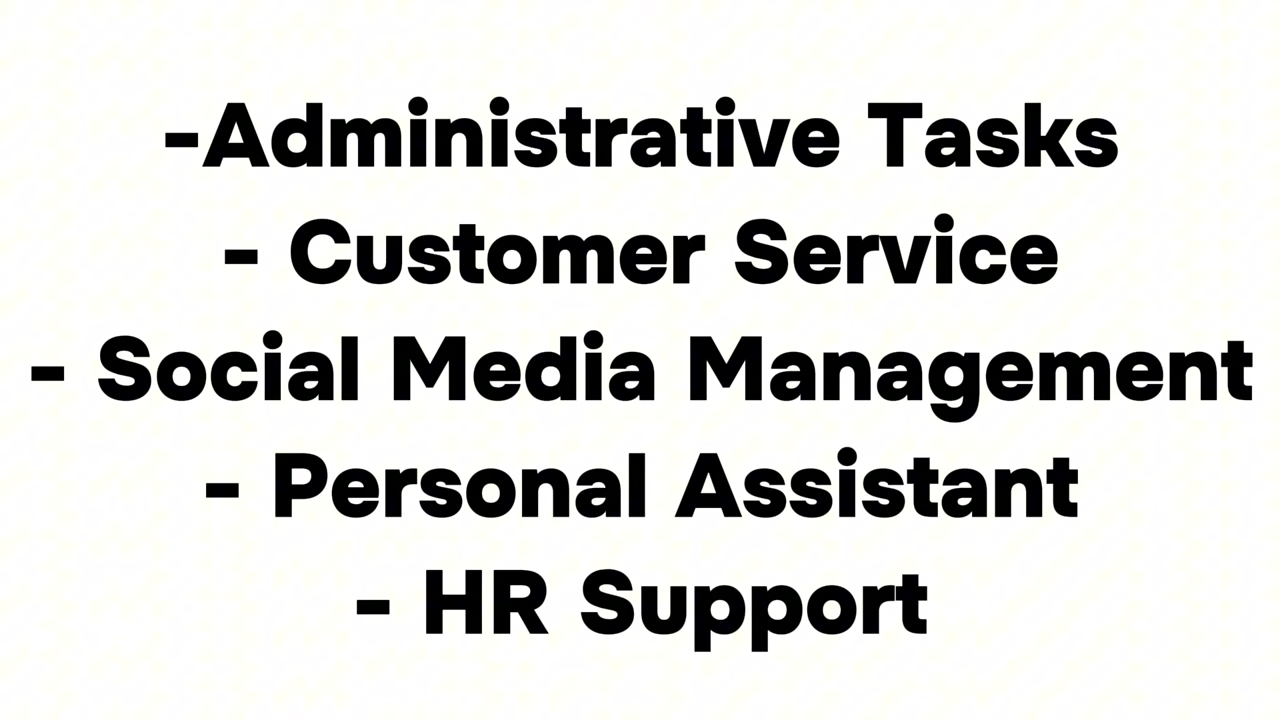 -Administrative Tasks
- Customer Service
- Social Media Management
- Personal Assistant
- HR Support